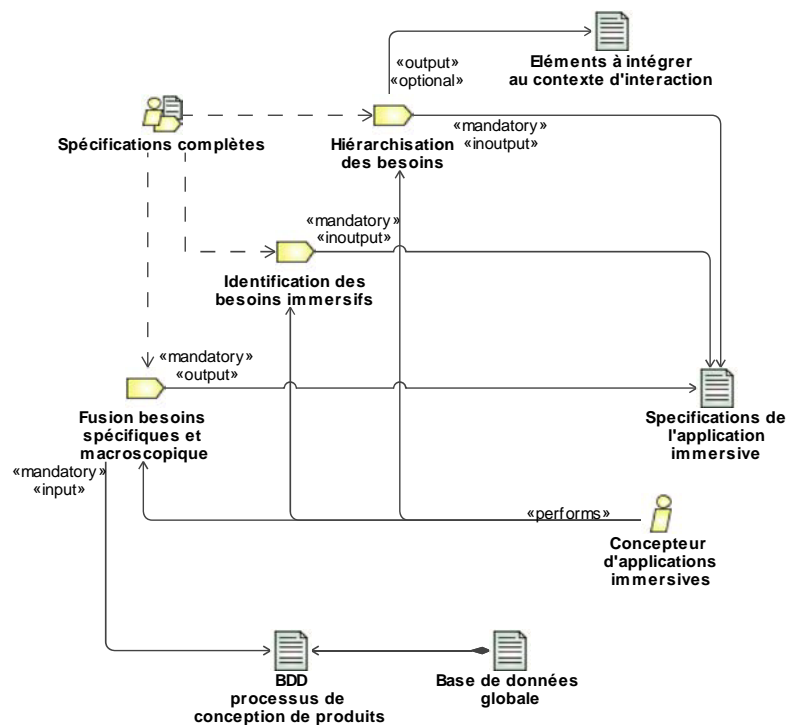 «output»
«optional»
Eléments à intégrer
au contexte d'interaction
Spécifications complètes
Hiérarchisation
des besoins
«mandatory»
«inoutput»
«mandatory»
«inoutput»
Identification des
besoins immersifs
«mandatory»
«output»
Fusion besoins
spécifiques et
macroscopique
Specifications de
l'application
immersive
«mandatory»
«input»
«performs»
Concepteur
d'applications
immersives
BDD
processus de
conception de produits
Base de données
globale